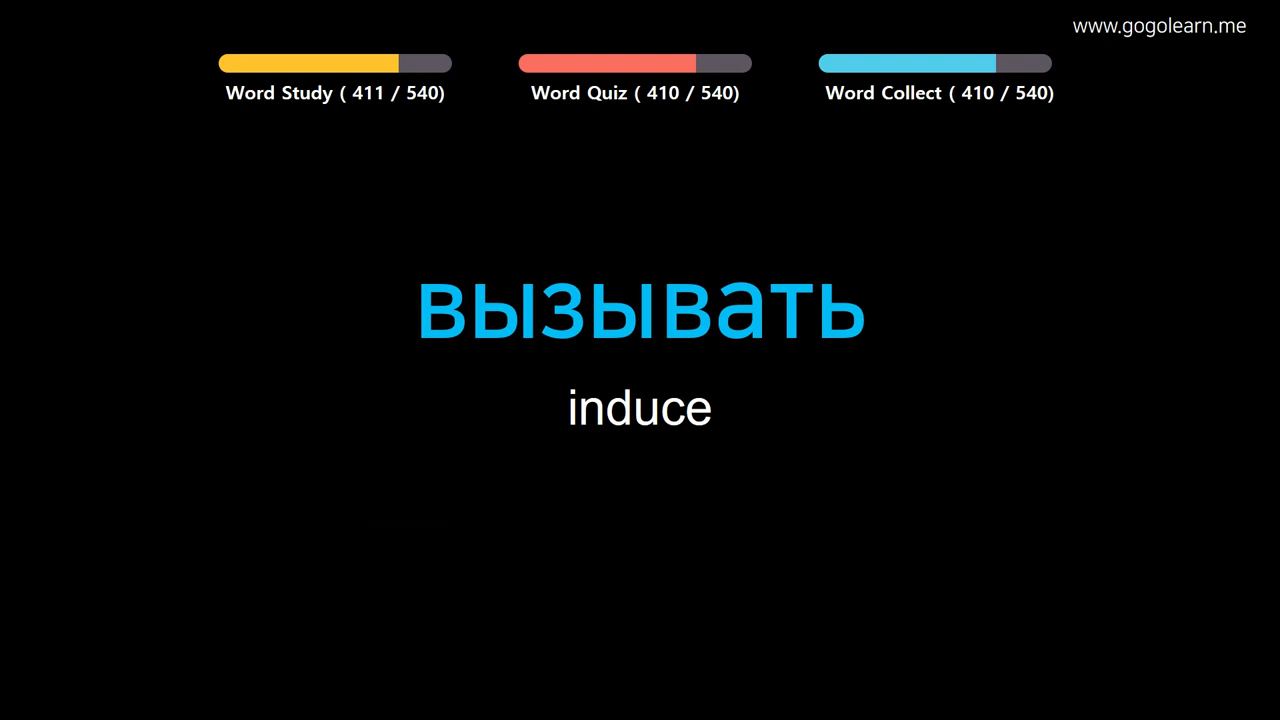 www.gogolearn.me
Word Study ( 411 / 540)
Word Quiz ( 410 / 540)
Word Collect ( 410 / 540)
вызывать
induce